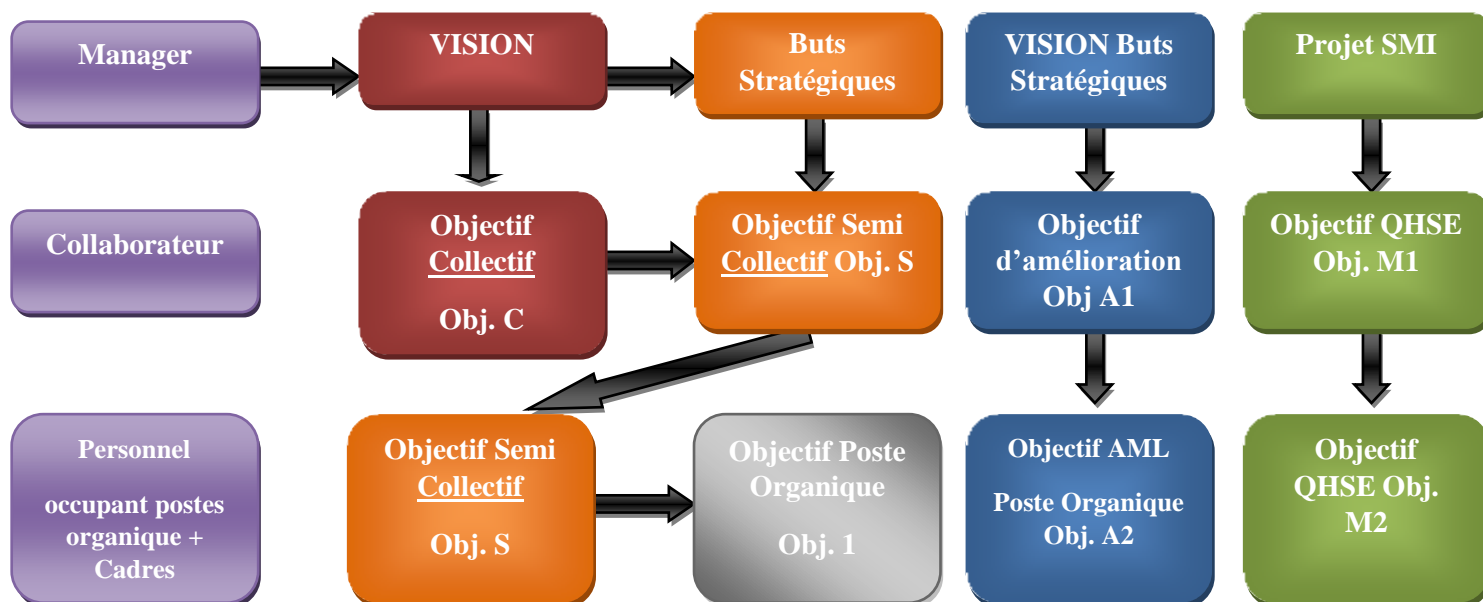 Manager
VISION
Buts
Stratégiques
VISION Buts
Stratégiques
Projet SMI
Collaborateur
Objectif
Collectif
Obj. C
Objectif Semi
Collectif Obj. S
Objectif
d’amélioration
Obj A1
Objectif QHSE
Obj. M1
Personnel
occupant postes
organique +
Cadres
Objectif Semi
Collectif
Obj. S
Objectif Poste
Organique
Obj. 1
Objectif AML
Poste Organique
Obj. A2
Objectif
QHSE Obj.
M2